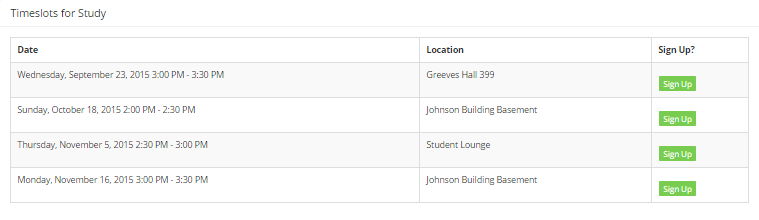 Timeslots for Study
Date Location Sign Up?
Wednesday, September 23, 2015 3:00 PM - 3:30 PM Greeves Hall 399 Sign Up
Sunday, October 18, 2015 2:00 PM - 2:30 PM Johnson Building Basement Sign Up
Thursday, November 5, 2015 2:30 PM - 3:00 PM Student Lounge Sign Up
Monday, November 16, 2015 3:00 PM - 3:30 PM Johnson Building Basement Sign Up